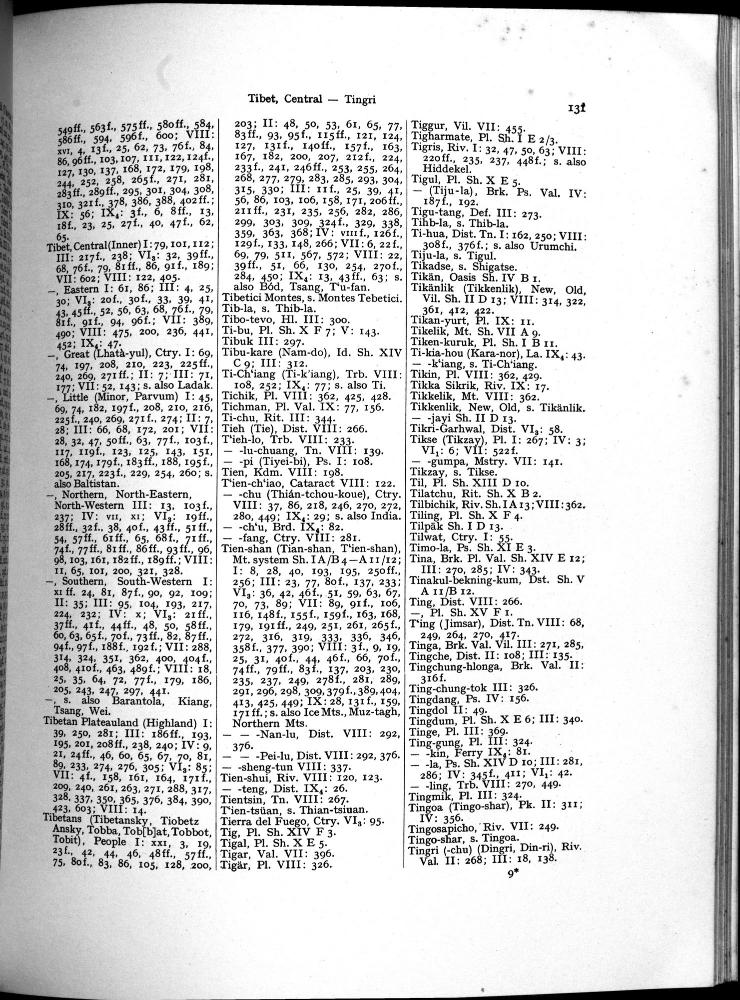 Tibet, Central — Tingri
131
549ff., 563f., 575ff., 580ff., 584,
586ff., 594, 596f., 600; VIII:
xvi, 4, 13f., 25, 62, 73, 76f., 84,
86, 96ff., 103, 107, 111, 122, 124f.,
127, 130, 137, 168, 172, 179, 198,
244, 252, 258, 265f., 271, 281,
283ff., 289ff., 295, 301, 304, 308,
310, 321f., 378, 386, 388, 402ff.;
IX: 56; IX₄: 3f., 6, 8ff., 13,
18f., 23, 25, 27f., 40, 47f., 62,
65.
Tibet, Central (Inner) I: 79, 101, 112;
III: 217f., 238; VI₃: 32, 39ff.,
68, 76f., 79, 81ff., 86, 91f., 189;
VII: 602; VIII: 122, 405.
—, Eastern I: 61, 86; III: 4, 25,
30; VI₃: 20f., 30f., 33, 39, 41,
43, 45ff., 52, 56, 63, 68, 76f., 79,
81f., 91f., 94, 96f.; VII: 389,
490; VIII: 475, 200, 236, 441,
452; IX₄: 47.
—, Great (Lhatà-yul), Ctry. I: 69,
74, 197, 208, 210, 223, 225ff.,
240, 269, 271ff.; II: 7; III: 71,
177; VII: 52, 143; s. also Ladak.
—, Little (Minor, Parvum) I: 45,
69, 74, 182, 197f., 208, 210, 216,
225f., 240, 269, 271f., 274; II: 7,
28; III: 66, 68, 172, 201; VII:
28, 32, 47, 50ff., 63, 77f., 103f.,
117, 119f., 123, 125, 143, 151,
168, 174, 179f., 183ff., 188, 195f.,
205, 217, 223f., 229, 254, 260; s.
also Baltistan.
—, Northern, North-Eastern,
North-Western III: 13, 103f.,
237; IV: vii, xi; VI₃: 19ff.,
28ff., 32f., 38, 40f., 43ff., 51ff.,
54, 57ff., 61ff., 65, 68f., 71ff.,
74f., 77ff., 81ff., 86ff., 93ff., 96,
98, 103, 161, 182ff., 189ff.; VIII:
11, 65, 101, 200, 321, 328.
—, Southern, South-Western I:
xiff. 24, 81, 87f., 90, 92, 109;
II: 35; III: 95, 104, 193, 217,
224, 232; IV: x; VI₃: 21ff.,
37ff., 41f., 44ff., 48, 50, 58ff.,
60, 63, 65f., 70f., 73ff., 82, 87ff.,
94f., 97f., 188f., 192f.; VII: 288,
314, 324, 351, 362, 400, 404f.,
408, 410f., 463, 489f.; VIII: 18,
25, 35, 64, 72, 77f., 179, 186,
205, 243, 247, 297, 441.
—, s. also Barantola, Kiang,
Tsang, Wei.
Tibetan Plateauland (Highland) I:
39, 250, 281; III: 186ff., 193,
195, 201, 208ff., 238, 240; IV: 9,
21, 24ff., 46, 60, 65, 67, 70, 81,
89, 233, 274, 276, 305; VI₃: 85;
VII: 4f., 158, 161, 164, 171f.,
209, 240, 261, 263, 271, 288, 317,
328, 337, 350, 365, 376, 384, 390,
423, 603; VIII: 14.
Tibetans (Tibetansky, Tiobetz
Ansky, Tobba, Tob[b]at, Tobbot,
Tobit), People I: xxi, 3, 19,
23f., 42, 44, 46, 48ff., 57ff.,
75, 80f., 83, 86, 105, 128, 200,
203; II: 48, 50, 53, 61, 65, 77,
83ff., 93, 95f., 115ff., 121, 124,
127, 131f., 140ff., 157f., 163,
167, 182, 200, 207, 212f., 224,
233f., 241, 246ff., 253, 255, 264,
268, 277, 279, 283, 285, 293, 304,
315, 330; III: 11f., 25, 39, 41,
56, 86, 103, 106, 158, 171, 206ff.,
211ff., 231, 235, 256, 282, 286,
299, 303, 309, 324f., 329, 338,
359, 363, 368; IV: viiif., 126f.,
129f., 133, 148, 266; VII: 6, 22f.,
69, 79, 511, 567, 572; VIII: 22,
39ff., 51, 66, 130, 254, 270f.,
284, 450; IX₄: 13, 43ff., 63; s.
also Bód, Tsang, T'u-fan.
Tibetici Montes, s. Montes Tebetici.
Tib-la, s. Thib-la.
Tibo-tevo, Hl. III: 300.
Ti-bu, Pl. Sh. X F 7; V: 143.
Tibuk III: 297.
Tibu-kare (Nam-do), Id. Sh. XIV
C 9; III: 312.
Ti-Ch'iang (Ti-k'iang), Trb. VIII:
108, 252; IX₄: 77; s. also Ti.
Tichik, Pl. VIII: 362, 425, 428.
Tichman, Pl. Val. IX: 77, 156.
Ti-chu, Rit. III: 344.
Tieh (Tie), Dist. VIII: 266.
T'ieh-lo, Trb. VIII: 233.
— -lu-chuang, Tn. VIII: 139.
— -pi (Tiyei-bi), Ps. I: 108.
Tien, Kdm. VIII: 198.
T'ien-ch'iao, Cataract VIII: 122.
— -chu (Thián-tchou-koue), Ctry.
VIII: 37, 86, 218, 246, 270, 272,
280, 449; IX₄: 29; s. also India.
— -ch'u, Brd. IX₄: 82.
— -fang, Ctry. VIII: 281.
Tien-shan (Tian-shan, T'ien-shan),
Mt. system Sh. I A/B 4—A 11/12;
I: 8, 28, 40, 193, 195, 250ff.,
256; III: 23, 77, 80f., 137, 233;
VI₃: 36, 42, 46f., 51, 59, 63, 67,
70, 73, 89; VII: 89, 91f., 106,
116, 148f., 155f., 159f., 163, 168,
179, 191ff., 249, 251, 261, 265f.,
272, 316, 319, 333, 336, 346,
358f., 377, 390; VIII: 3f., 9, 19,
25, 31, 40f., 44, 46f., 66, 70f.,
74ff., 79ff., 83f., 137, 203, 230,
235, 237, 249, 278f., 281, 289,
291, 296, 298, 309, 379f., 389, 404,
413, 425, 449; IX: 28, 131f., 159,
171ff.; s. also Ice Mts., Muz-tagh,
Northern Mts.
— — -Nan-lu, Dist. VIII: 292,
376.
— — -Pei-lu, Dist. VIII: 292, 376.
— -sheng-tun VIII: 337.
Tien-shui, Riv. VIII: 120, 123.
— -teng, Dist. IX₄: 26.
Tientsin, Tn. VIII: 267.
T'ien-tsüan, s. Thian-tsiuan.
Tierra del Fuego, Ctry. VI₃: 95.
Tig, Pl. Sh. XIV F 3.
Tigal, Pl. Sh. X E 5.
Tigar, Val. VII: 396.
Tigär, Pl. VIII: 326.
Tiggur, Vil. VII: 455.
Tigharmate, Pl. Sh. I E 2/3.
Tigris, Riv. I: 32, 47, 50, 63; VIII:
220ff., 235, 237, 448f.; s. also
Hiddekel.
Tigul, Pl. Sh. X E 5.
— (Tiju-la), Brk. Ps. Val. IV:
187f., 192.
Tigu-tang, Def. III: 273.
Tihb-la, s. Thib-la.
Ti-hua, Dist. Tn. I: 162, 250; VIII:
308f., 376f.; s. also Urumchi.
Tiju-la, s. Tigul.
Tikadse, s. Shigatse.
Tikän, Oasis Sh. IV B 1.
Tikänlik (Tikkenlik), New, Old,
Vil. Sh. II D 13; VIII: 314, 322,
361, 412, 422.
Tikan-yurt, Pl. IX: 11.
Tikelik, Mt. Sh. VII A 9.
Tiken-kuruk, Pl. Sh. I B 11.
Ti-kia-hou (Kara-nor), La. IX₄: 43.
— -k'iang, s. Ti-Ch'iang.
Tikin, Pl. VIII: 362, 429.
Tikka Sikrik, Riv. IX: 17.
Tikkelik, Mt. VIII: 362.
Tikkenlik, New, Old, s. Tikänlik.
— -jayi Sh. II D 13.
Tikri-Garhwal, Dist. VI₃: 58.
Tikse (Tikzay), Pl. I: 267; IV: 3;
VI₁: 6; VII: 522f.
— -gumpa, Mstry. VII: 141.
Tikzay, s. Tikse.
Til, Pl. Sh. XIII D 10.
Tilatchu, Rit. Sh. X B 2.
Tilbichik, Riv. Sh. I A 13; VIII: 362.
Tiling, Pl. Sh. X F 4.
Tilpäk Sh. I D 13.
Tilwat, Ctry. I: 55.
Timo-la, Ps. Sh. XI E 3.
Tina, Brk. Pl. Val. Sh. XIV E 12;
III: 270, 285; IV: 343.
Tinakul-bekning-kum, Dst. Sh. V
A 11/B 12.
Ting, Dist. VIII: 266.
—, Pl. Sh. XV F 1.
T'ing (Jimsar), Dist. Tn. VIII: 68,
249, 264, 270, 417.
Tinga, Brk. Val. Vil. III: 271, 285,
Tingche, Dist. II: 108; III: 135.
Tingchung-hlonga, Brk. Val. II:
316f.
Ting-chung-tok III: 326.
Tingdang, Ps. IV: 156.
Tingdol II: 49.
Tingdum, Pl. Sh. X E 6; III: 340.
Tinge, Pl. III: 369.
Ting-gung, Pl. III: 324.
— -kin, Ferry IX₄: 81.
— -la, Ps. Sh. XIV D 10; III: 281,
286; IV: 345f., 411; VI₁: 42.
— -ling, Trb. VIII: 270, 449.
Tingmik, Pl. III: 324.
Tingoa (Tingo-shar), Pk. II: 311;
IV: 356.
Tingosapicho, Riv. VII: 249.
Tingo-shar, s. Tingoa.
Tingri (-chu) (Dingri, Din-ri), Riv.
Val. II: 268; III: 18, 138.
9*